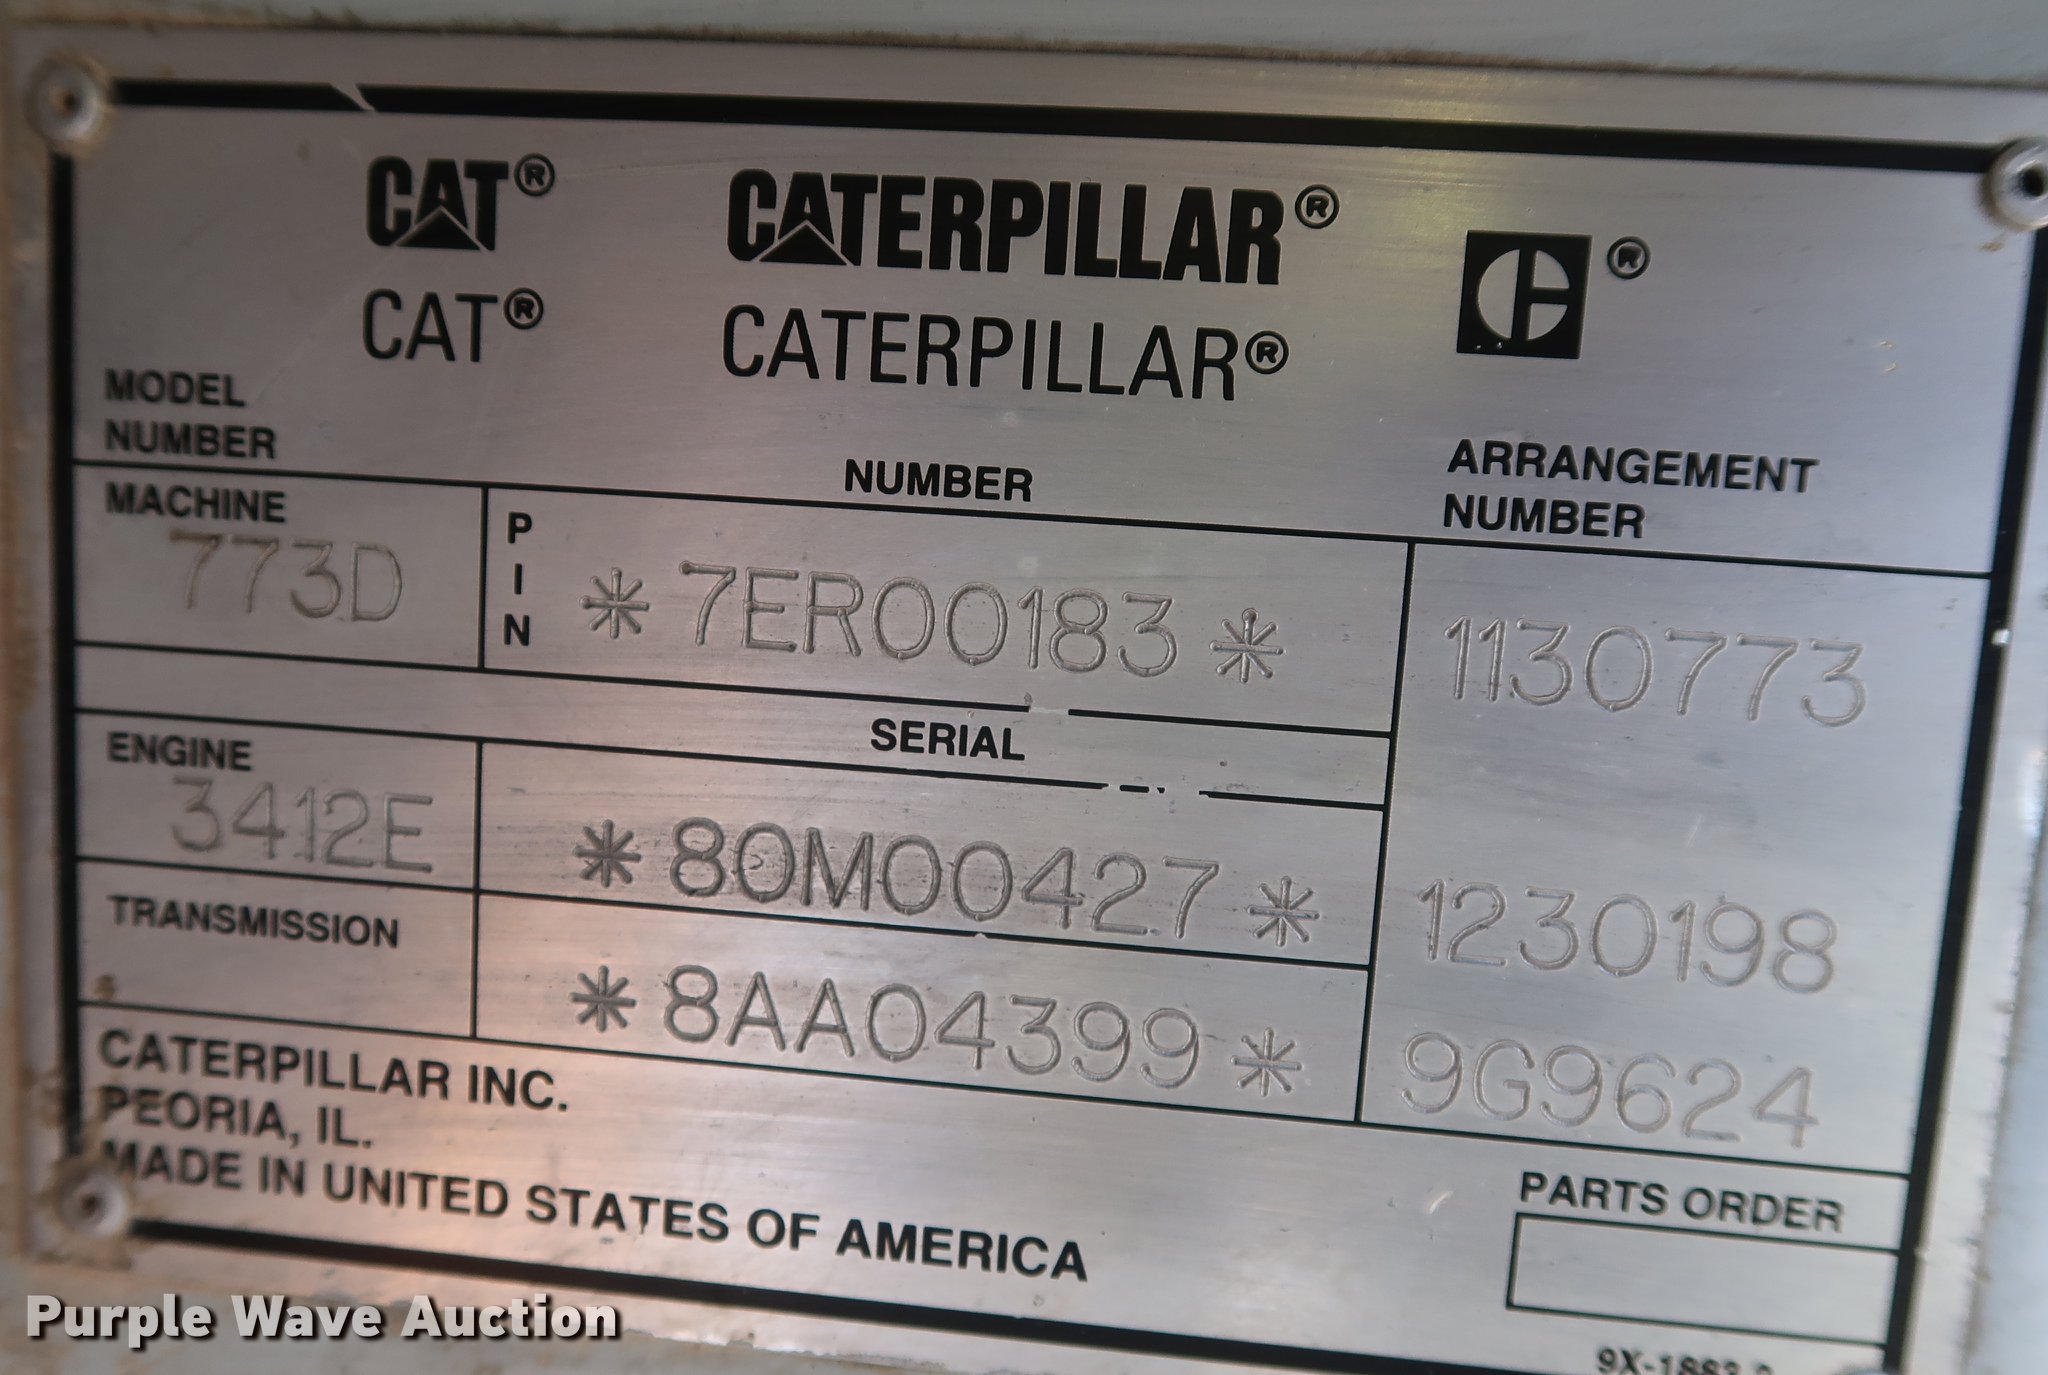 CAT® CATERPILLAR® ®
CAT® CATERPILLAR®
MODEL
NUMBER
NUMBER
ARRANGEMENT
NUMBER
MACHINE
773D
PIN
*7ER00183*
1130773
SERIAL
ENGINE
3412E
*80M00427*
1230198
TRANSMISSION
*8AA04399*
9G9624
CATERPILLAR INC.
PEORIA, IL.
MADE IN UNITED STATES OF AMERICA
PARTS ORDER
Purple Wave Auction